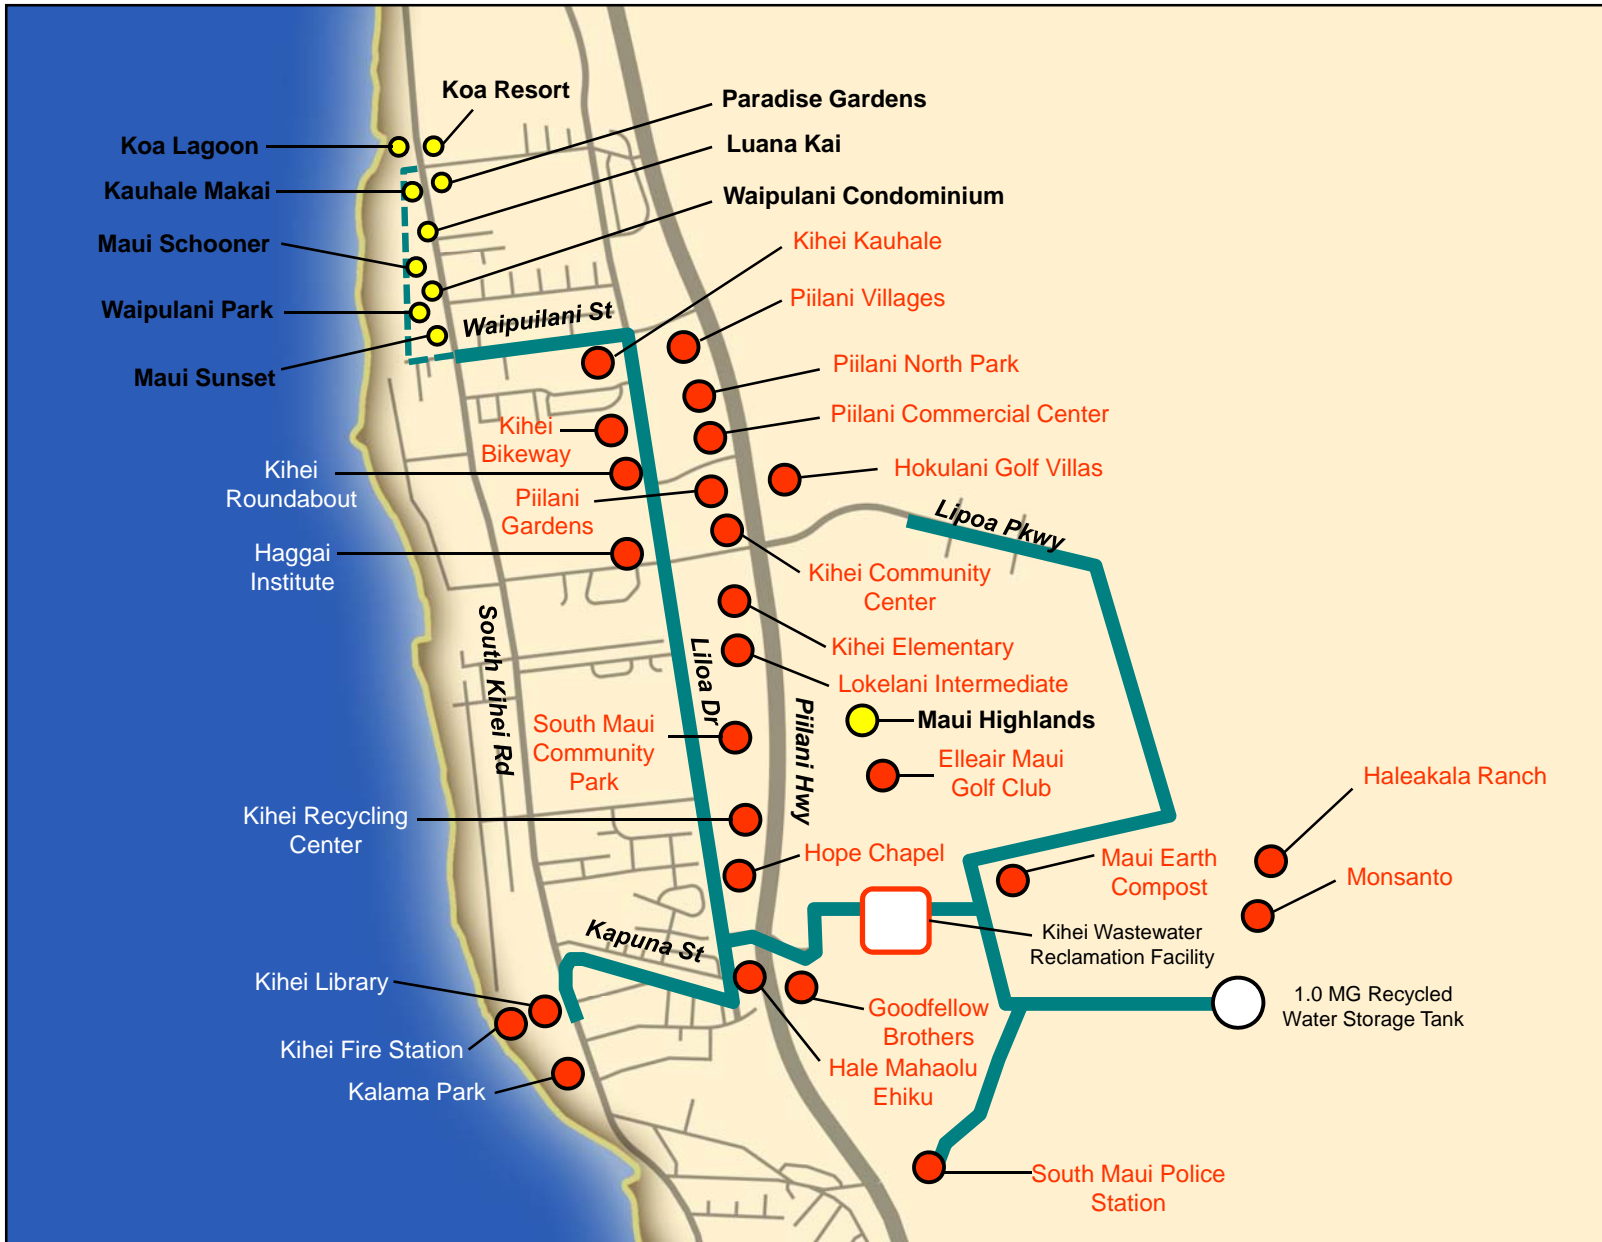 Koa Resort
Paradise Gardens
Koa Lagoon
Luana Kai
Kauhale Makai
Waipulani Condominium
Maui Schooner
Kihei Kauhale
Waipulani Park
Piilani Villages
Waipuilani St
Maui Sunset
Piilani North Park
Piilani Commercial Center
Kihei
Bikeway
Kihei
Roundabout
Hokulani Golf Villas
Piilani
Gardens
Lipoa Pkwy
Haggai
Institute
Kihei Community
Center
South Kihei Rd
Liloa Dr
Kihei Elementary
Lokelani Intermediate
Piilani Hwy
Maui Highlands
South Maui
Community
Park
Elleair Maui
Golf Club
Haleakala Ranch
Kihei Recycling
Center
Hope Chapel
Maui Earth
Compost
Monsanto
Kapuna St
Kihei Wastewater
Reclamation Facility
Kihei Library
1.0 MG Recycled
Water Storage Tank
Goodfellow
Brothers
Kihei Fire Station
Hale Mahaolu
Ehiku
Kalama Park
South Maui Police
Station